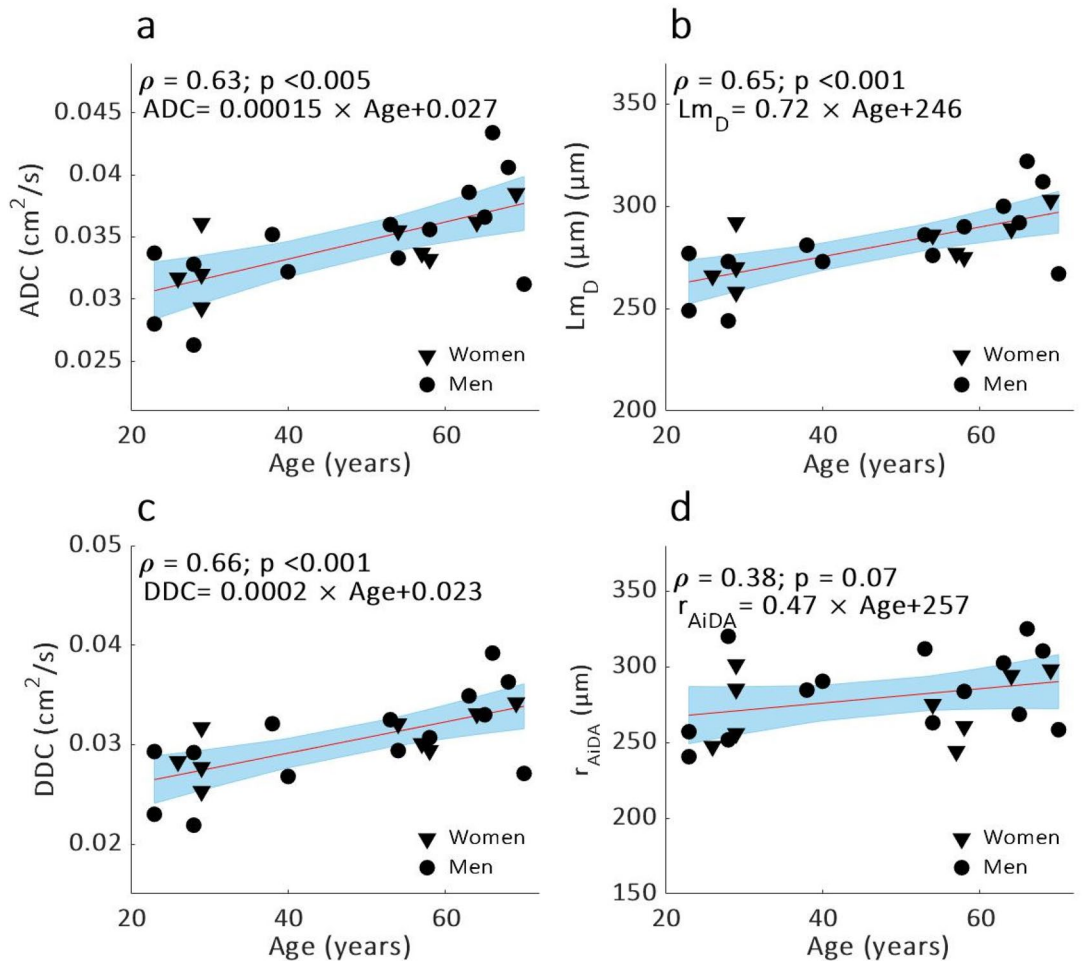 a
ρ = 0.63; p <0.005
ADC= 0.00015 × Age+0.027
0.045
0.04
0.035
0.03
0.025
ADC (cm²/s)
Women
Men
20 40 60
Age (years)
b
ρ = 0.65; p <0.001
Lm_D = 0.72 × Age+246
350
300
250
200
Lm_D (µm) (µm)
Women
Men
20 40 60
Age (years)
c
ρ = 0.66; p <0.001
DDC= 0.0002 × Age+0.023
0.05
0.04
0.03
0.02
DDC (cm²/s)
Women
Men
20 40 60
Age (years)
d
ρ = 0.38; p = 0.07
r_AiDA = 0.47 × Age+257
350
300
250
200
150
r_AiDA (µm)
Women
Men
20 40 60
Age (years)